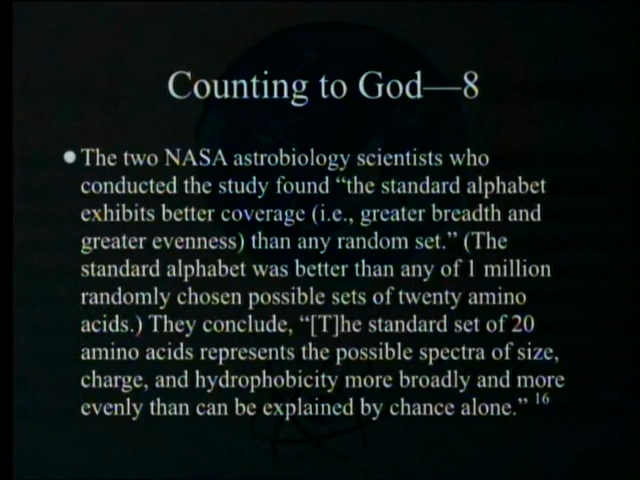 Counting to God—8
The two NASA astrobiology scientists who
conducted the study found “the standard alphabet
exhibits better coverage (i.e., greater breadth and
greater evenness) than any random set.” (The
standard alphabet was better than any of 1 million
randomly chosen possible sets of twenty amino
acids.) They conclude, “[T]he standard set of 20
amino acids represents the possible spectra of size,
charge, and hydrophobicity more broadly and more
evenly than can be explained by chance alone.” 16